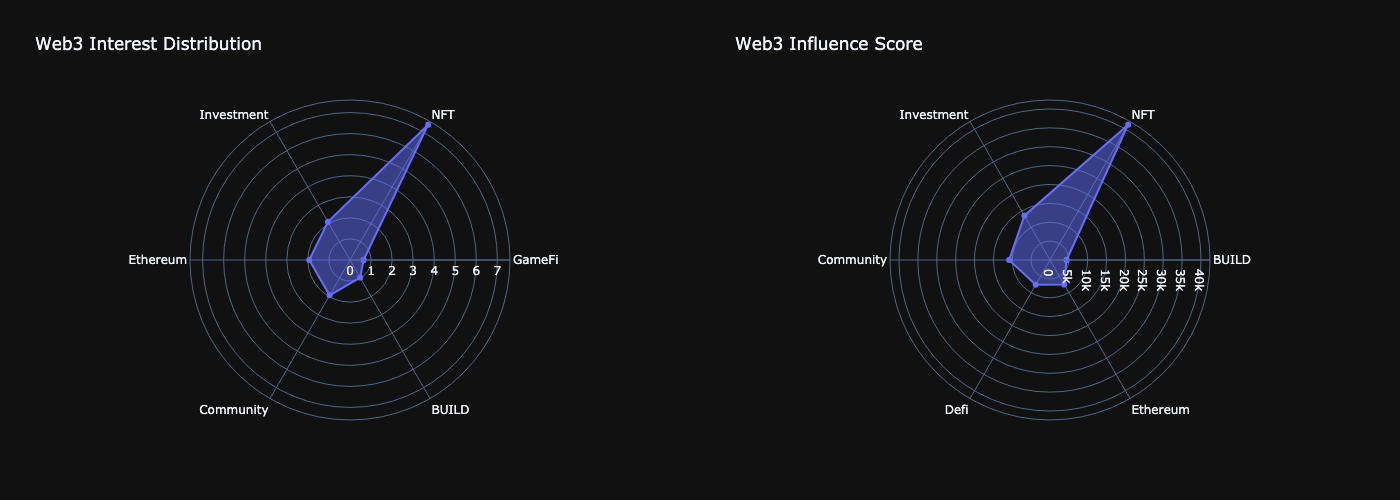 Web3 Interest Distribution
Investment
NFT
Ethereum
GameFi
0 1 2 3 4 5 6 7
Community
BUILD
Web3 Influence Score
Investment
NFT
Community
BUILD
0 5k 10k 15k 20k 25k 30k 35k 40k
Defi
Ethereum